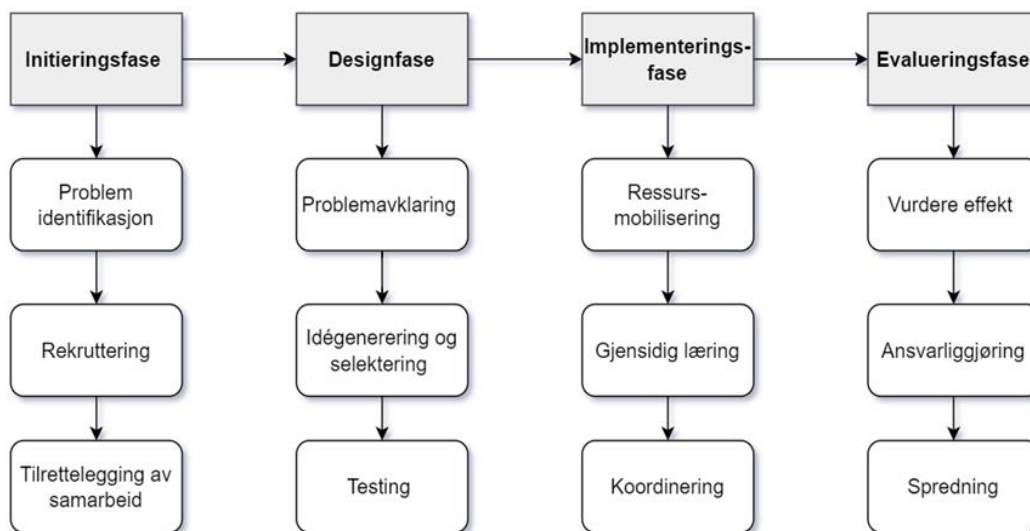 Initieringsfase
Designfase
Implementerings-
fase
Evalueringsfase
Problem
identifikasjon
Problemavklaring
Ressurs-
mobilisering
Vurdere effekt
Rekruttering
Idégenerering og
selektering
Gjensidig læring
Ansvarliggjøring
Tilrettelegging av
samarbeid
Testing
Koordinering
Spredning